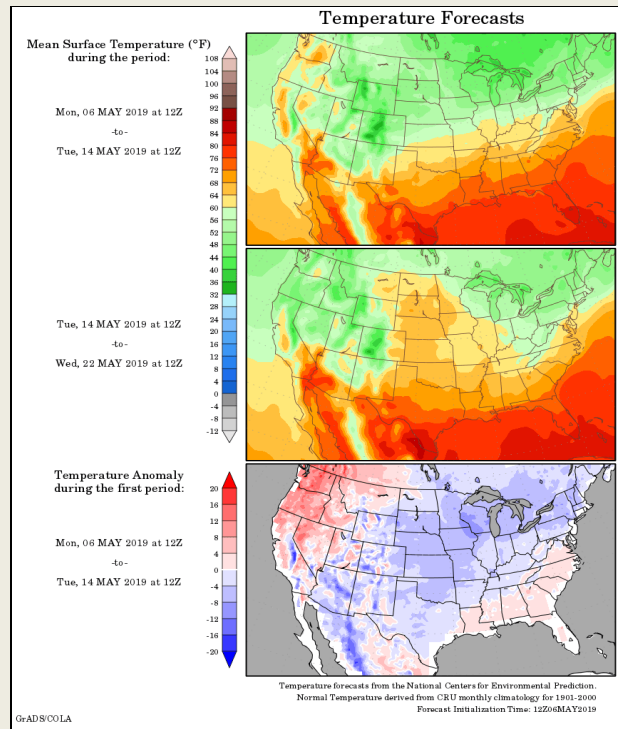 Temperature Forecasts
Mean Surface Temperature (°F)
during the period:
108
104
100
96
92
88
84
80
76
72
68
64
60
56
52
48
44
40
36
32
28
24
20
16
12
8
4
0
-4
-8
-12
Mon, 06 MAY 2019 at 12Z
-to-
Tue, 14 MAY 2019 at 12Z
Tue, 14 MAY 2019 at 12Z
-to-
Wed, 22 MAY 2019 at 12Z
Temperature Anomaly
during the first period:
20
16
12
8
4
0
-4
-8
-12
-16
-20
Mon, 06 MAY 2019 at 12Z
-to-
Tue, 14 MAY 2019 at 12Z
Temperature forecasts from the National Centers for Environmental Prediction.
Normal Temperature derived from CRU monthly climatology for 1901-2000
Forecast Initialization Time: 12Z06MAY2019
GrADS/COLA